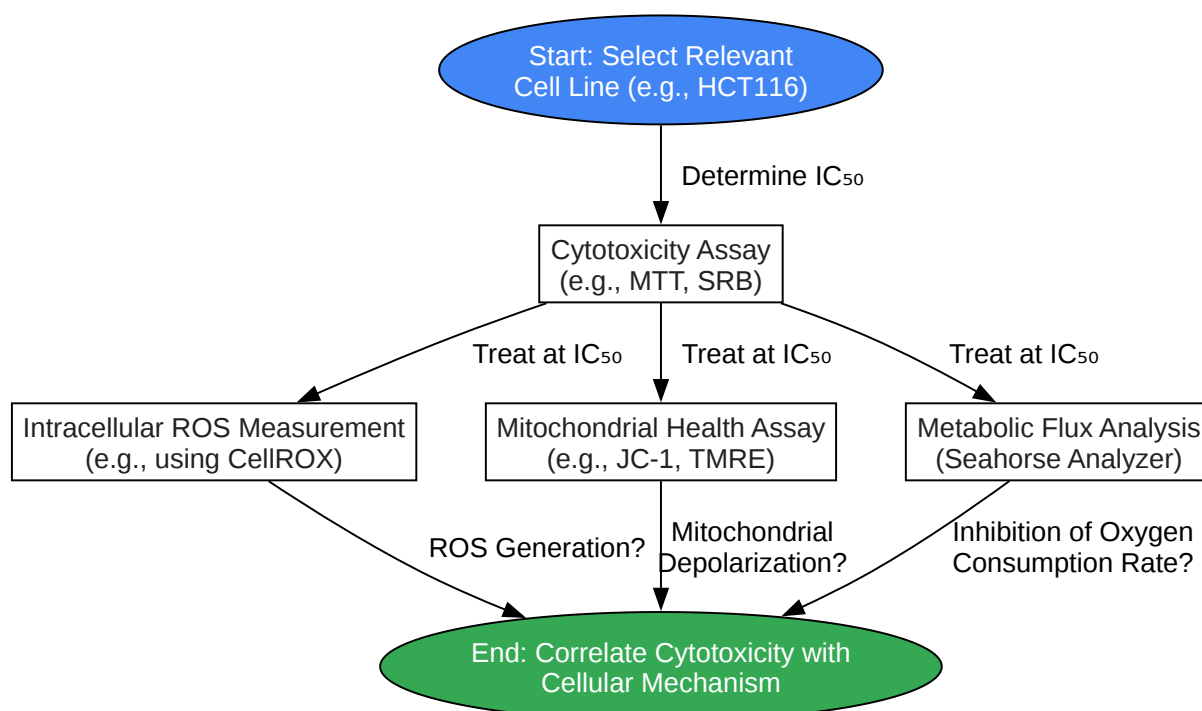 Start: Select Relevant
Cell Line (e.g., HCT116)
Determine IC₅₀
Cytotoxicity Assay
(e.g., MTT, SRB)
Treat at IC₅₀
Treat at IC₅₀
Treat at IC₅₀
Intracellular ROS Measurement
(e.g., using CellROX)
Mitochondrial Health Assay
(e.g., JC-1, TMRE)
Metabolic Flux Analysis
(Seahorse Analyzer)
ROS Generation?
Mitochondrial
Depolarization?
Inhibition of Oxygen
Consumption Rate?
End: Correlate Cytotoxicity with
Cellular Mechanism